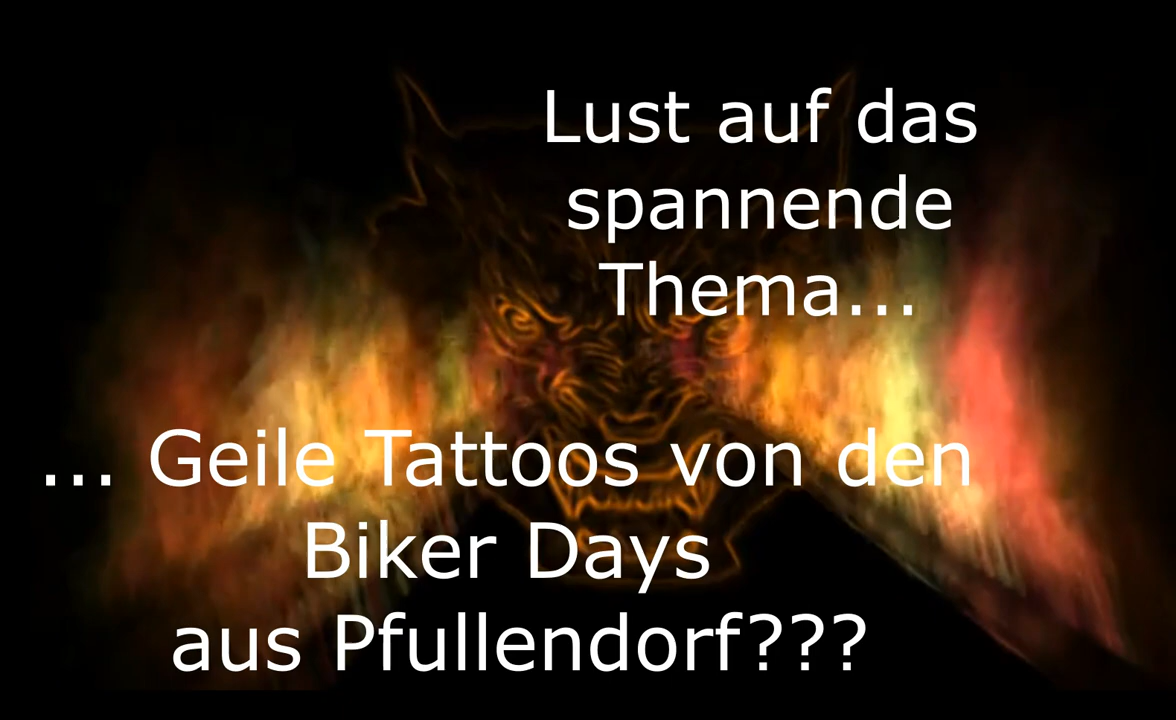 Lust auf das
spannende
Thema...
... Geile Tattoos von den
Biker Days
aus Pfullendorf???